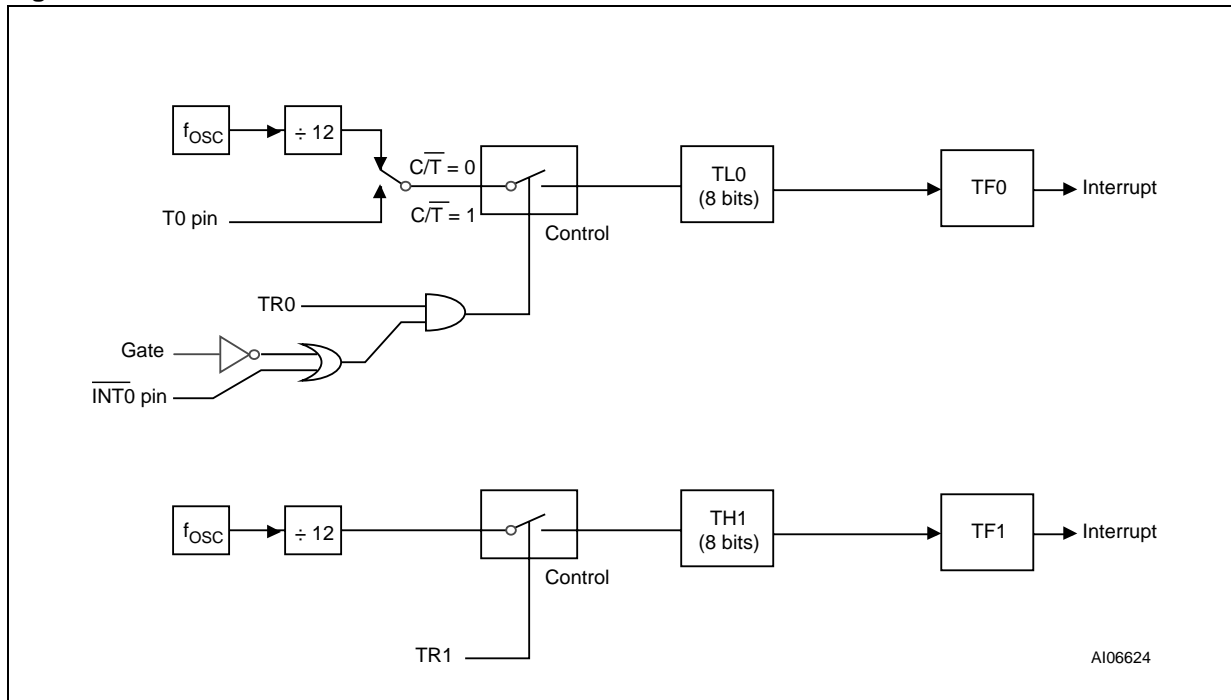 fOSC
÷ 12
C/T̅ = 0
T0 pin
C/T̅ = 1
Control
TL0
(8 bits)
TF0
Interrupt
TR0
Gate
I̅N̅T̅0̅ pin
fOSC
÷ 12
Control
TH1
(8 bits)
TF1
Interrupt
TR1
AI06624